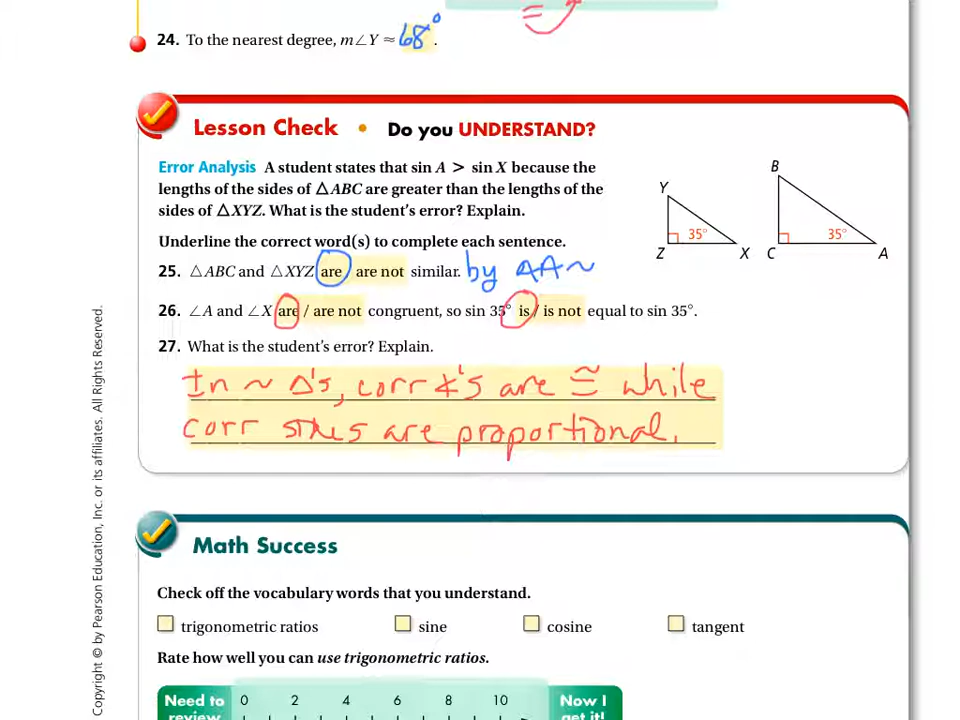 24. To the nearest degree, m∠Y ≈ 68°.
Lesson Check • Do you UNDERSTAND?
Error Analysis A student states that sin A > sin X because the
lengths of the sides of △ABC are greater than the lengths of the
sides of △XYZ. What is the student's error? Explain.
Y
Z
X
35°
B
C
A
35°
Underline the correct word(s) to complete each sentence.
25. △ABC and △XYZ are / are not similar. by AA~
26. ∠A and ∠X are / are not congruent, so sin 35° is / is not equal to sin 35°.
27. What is the student's error? Explain.
In ~ Δ's, corr ∡'s are ≅ while
corr sides are proportional.
Math Success
Check off the vocabulary words that you understand.
trigonometric ratios
sine
cosine
tangent
Rate how well you can use trigonometric ratios.
Need to
review
0 2 4 6 8 10
Now I
get it!
Copyright © by Pearson Education, Inc. or its affiliates. All Rights Reserved.